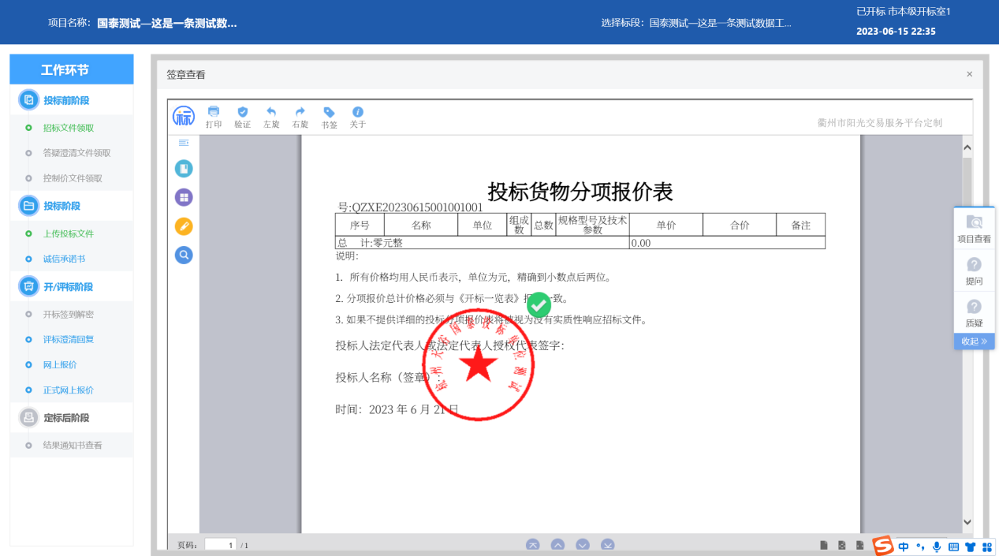 项目名称: 国泰测试—这是一条测试数...
选择标段: 国泰测试—这是一条测试数据工...
已开标 市本级开标室1
2023-06-15 22:35
工作环节
投标前阶段
招标文件领取
答疑澄清文件领取
控制价文件领取
投标阶段
上传投标文件
诚信承诺书
开/评标阶段
开标签到解密
评标澄清回复
网上报价
正式网上报价
定标后阶段
结果通知书查看
签章查看
×
标
打印 验证 左旋 右旋 书签 关于
衢州市阳光交易服务平台定制
投标货物分项报价表
号:QZXE20230615001001001
序号 名称 单位 组成数 总数 规格型号及技术参数 单价 合价 备注
总 计:零元整 0.00
说明:
1. 所有价格均用人民币表示,单位为元,精确到小数点后两位。
2. 分项报价总计价格必须与《开标一览表》报 一致。
3. 如果不提供详细的投标分项报价表将被视为没有实质性响应招标文件。
投标人法定代表人或法定代表人授权代表签字:
投标人名称(签章):
时间: 2023 年 6 月 21 日
国泰投标单位测试
页码: 1 / 1
项目查看
提问
质疑
收起 »
中